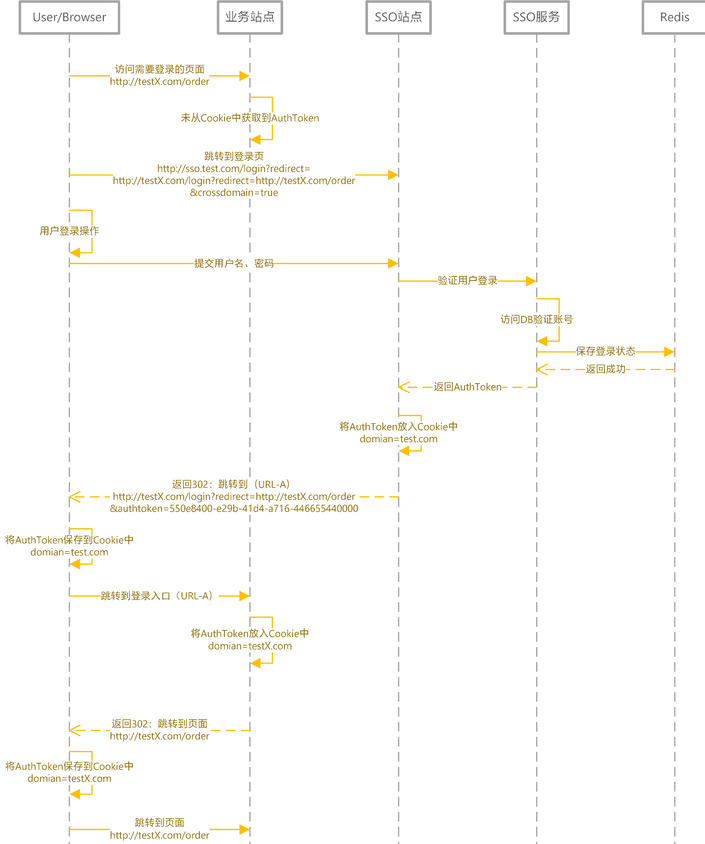 User/Browser
业务站点
SSO站点
SSO服务
Redis
访问需要登录的页面
http://testX.com/order
未从Cookie中获取到AuthToken
跳转到登录页
http://sso.test.com/login?redirect=
http://testX.com/login?redirect=http://testX.com/order
&crossdomain=true
用户登录操作
提交用户名、密码
验证用户登录
访问DB验证账号
保存登录状态
返回成功
返回AuthToken
将AuthToken放入Cookie中
domian=test.com
返回302：跳转到（URL-A）
http://testX.com/login?redirect=http://testX.com/order
&authtoken=550e8400-e29b-41d4-a716-446655440000
将AuthToken保存到Cookie中
domian=test.com
跳转到登录入口（URL-A）
将AuthToken放入Cookie中
domian=testX.com
返回302：跳转到页面
http://testX.com/order
将AuthToken保存到Cookie中
domian=testX.com
跳转到页面
http://testX.com/order